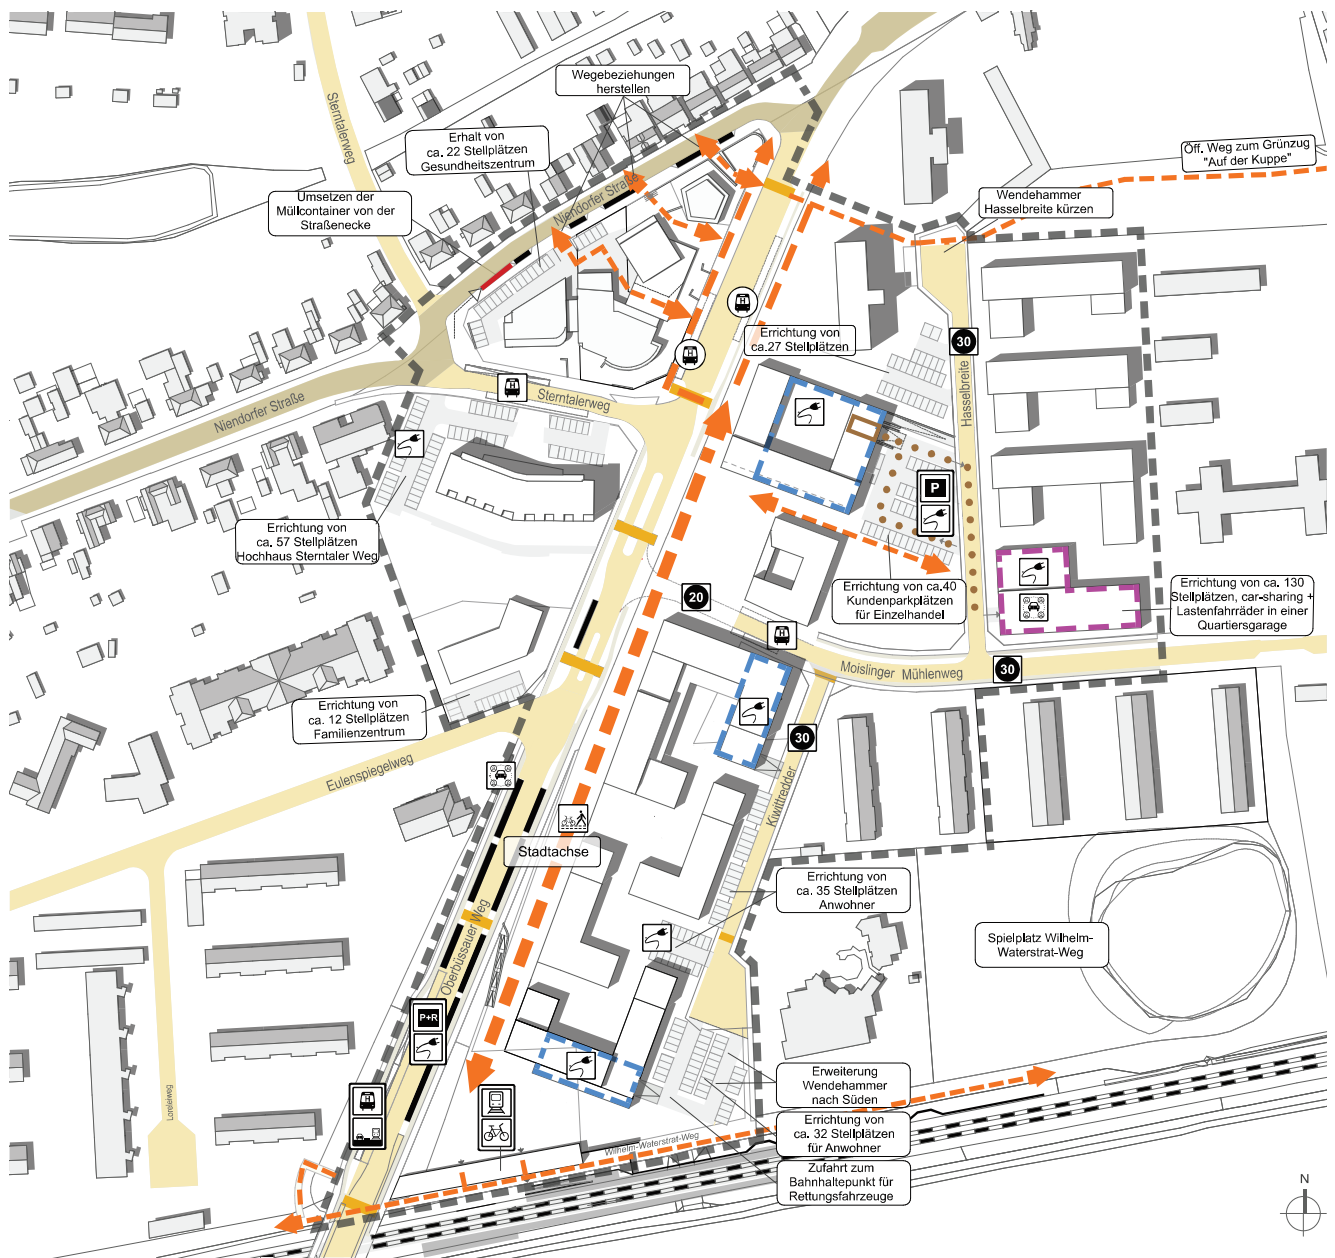 Wegebeziehungen
herstellen
Sterntalerweg
Erhalt von
ca. 22 Stellplätzen
Gesundheitszentrum
Öff. Weg zum Grünzug
"Auf der Kuppe"
Umsetzen der
Müllcontainer von der
Straßenecke
Niendorfer Straße
Wendehammer
Hasselbreite kürzen
H
H
Errichtung von
ca.27 Stellplätzen
30
Hasselbreite
H
Sterntalerweg
Niendorfer Straße
P
Errichtung von
ca. 57 Stellplätzen
Hochhaus Sterntaler Weg
Errichtung von ca.40
Kundenparkplätzen
für Einzelhandel
Errichtung von ca. 130
Stellplätzen, car-sharing +
Lastenfahrräder in einer
Quartiersgarage
20
H
Moislinger Mühlenweg
30
Errichtung von
ca. 12 Stellplätzen
Familienzentrum
30
Eulenspiegelweg
Kiwittredder
Stadtachse
Errichtung von
ca. 35 Stellplätzen
Anwohner
Oberbüssauer Weg
Spielplatz Wilhelm-
Waterstrat-Weg
P+R
Erweiterung
Wendehammer
nach Süden
H
Loreleiweg
Errichtung von
ca. 32 Stellplätzen
für Anwohner
Wilhelm-Waterstrat-Weg
Zufahrt zum
Bahnhaltepunkt für
Rettungsfahrzeuge
N